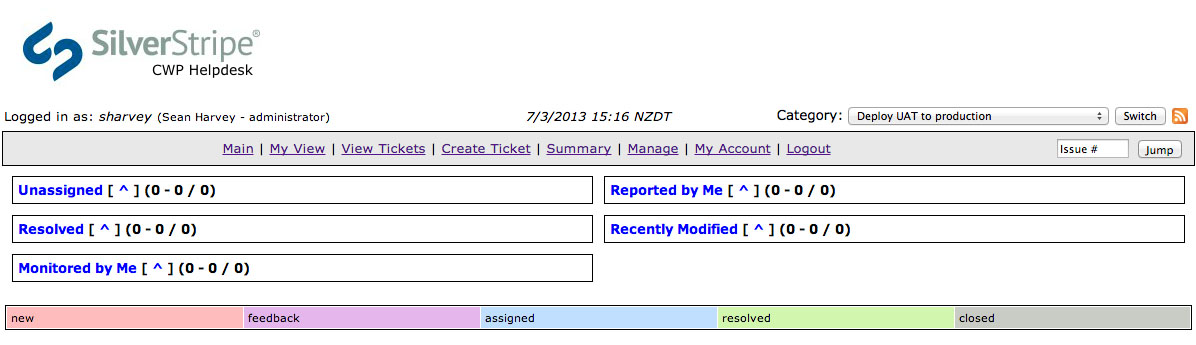 SilverStripe®
CWP Helpdesk
Logged in as: sharvey (Sean Harvey - administrator)
7/3/2013 15:16 NZDT
Category: Deploy UAT to production Switch
Main | My View | View Tickets | Create Ticket | Summary | Manage | My Account | Logout
Issue # Jump
Unassigned [ ^ ] (0 - 0 / 0)
Reported by Me [ ^ ] (0 - 0 / 0)
Resolved [ ^ ] (0 - 0 / 0)
Recently Modified [ ^ ] (0 - 0 / 0)
Monitored by Me [ ^ ] (0 - 0 / 0)
new feedback assigned resolved closed